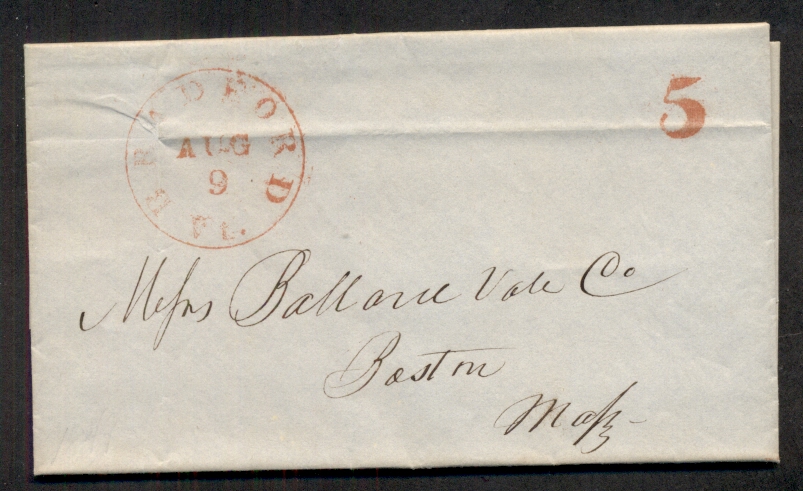 BRADFORD
AUG
9
Vt.
5
Messrs Ballard Vale Co
Boston
Mass